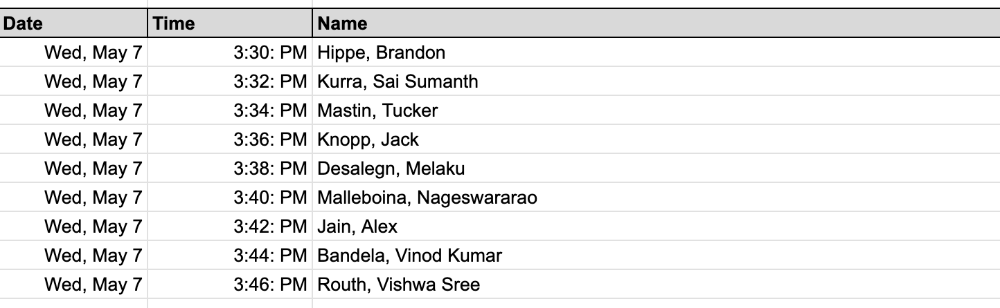 Date Time Name
Wed, May 7 3:30: PM Hippe, Brandon
Wed, May 7 3:32: PM Kurra, Sai Sumanth
Wed, May 7 3:34: PM Mastin, Tucker
Wed, May 7 3:36: PM Knopp, Jack
Wed, May 7 3:38: PM Desalegn, Melaku
Wed, May 7 3:40: PM Malleboina, Nageswararao
Wed, May 7 3:42: PM Jain, Alex
Wed, May 7 3:44: PM Bandela, Vinod Kumar
Wed, May 7 3:46: PM Routh, Vishwa Sree